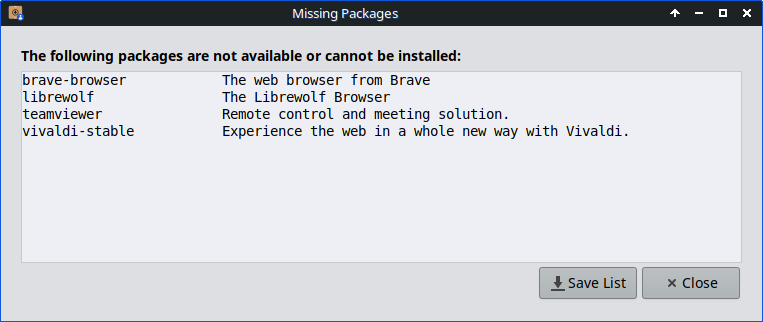 Missing Packages
The following packages are not available or cannot be installed:
brave-browser The web browser from Brave
librewolf The Librewolf Browser
teamviewer Remote control and meeting solution.
vivaldi-stable Experience the web in a whole new way with Vivaldi.
Save List Close